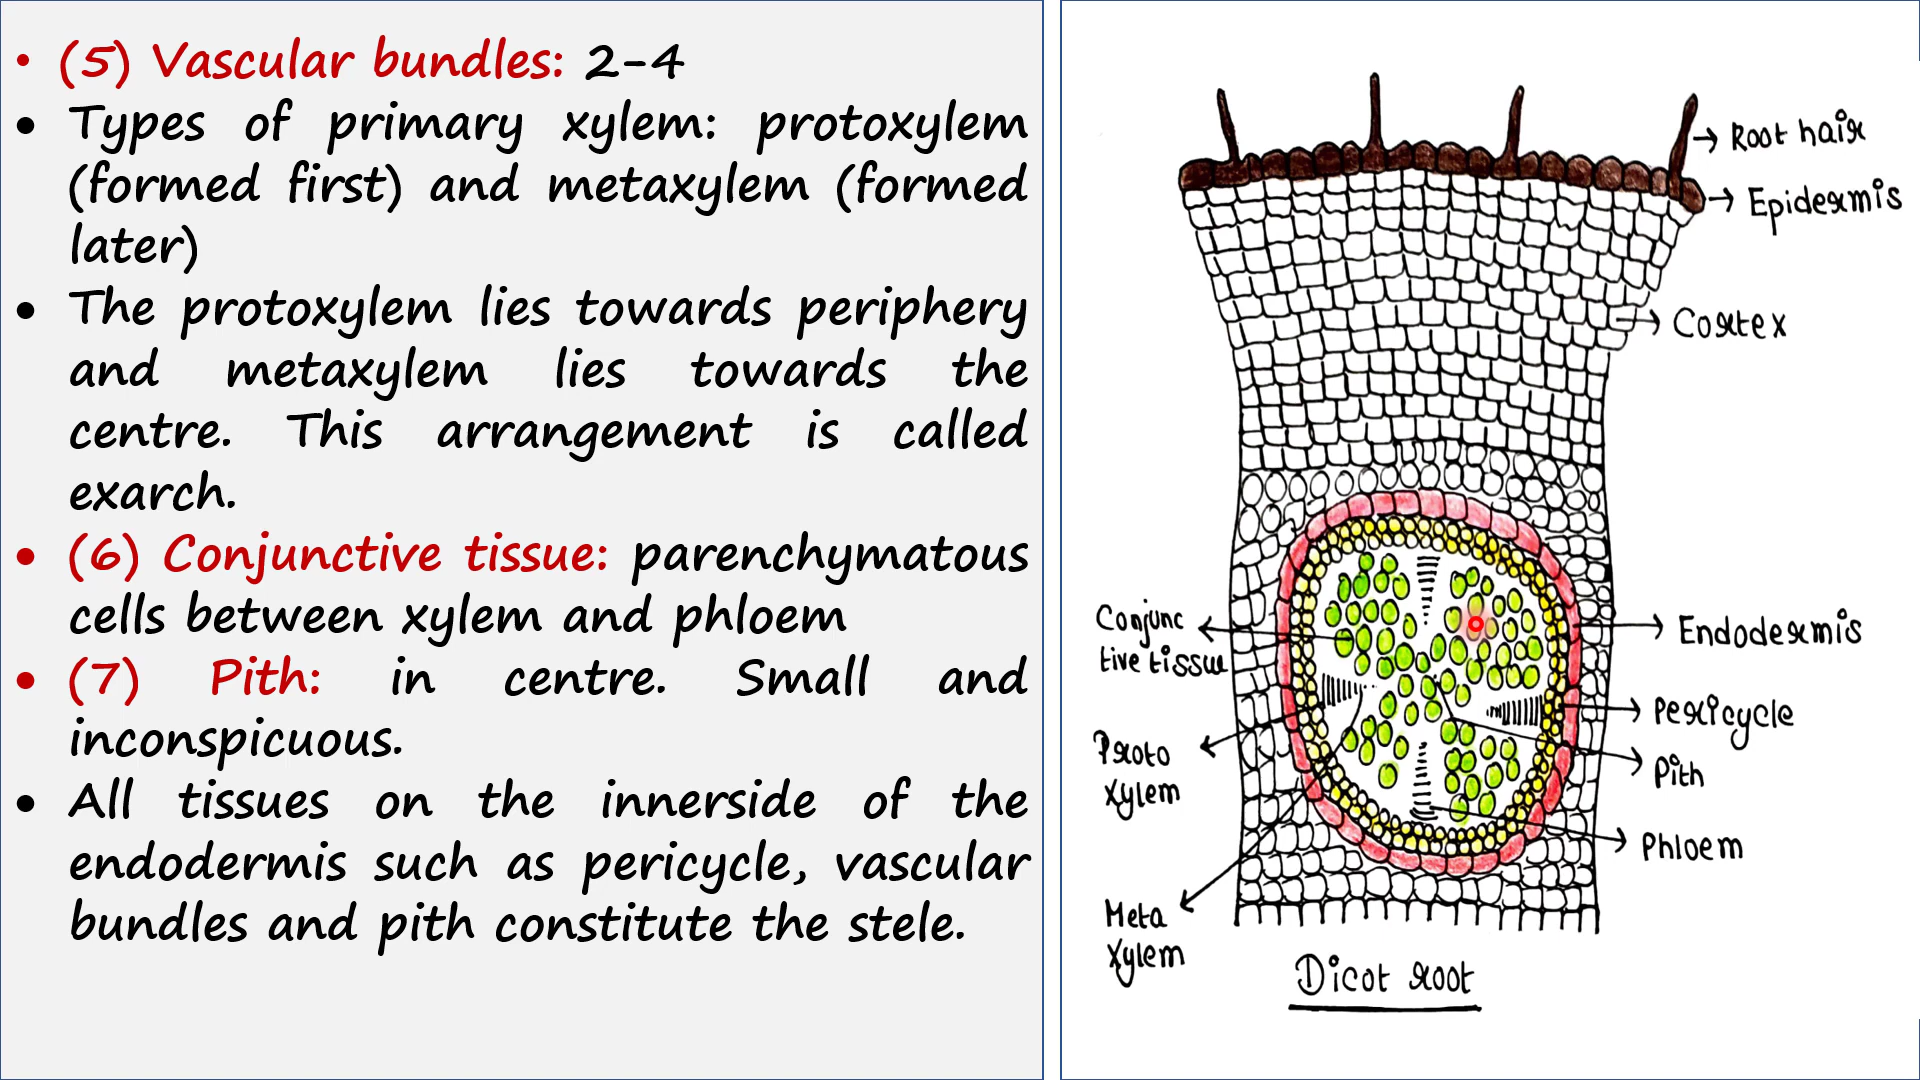 • (5) Vascular bundles: 2-4
• Types of primary xylem: protoxylem
(formed first) and metaxylem (formed
later)
• The protoxylem lies towards periphery
and metaxylem lies towards the
centre. This arrangement is called
exarch.
• (6) Conjunctive tissue: parenchymatous
cells between xylem and phloem
• (7) Pith: in centre. Small and
inconspicuous.
• All tissues on the innerside of the
endodermis such as pericycle, vascular
bundles and pith constitute the stele.
Root hair
Epidermis
Cortex
Conjunc
tive tissue
Endodermis
Pericycle
Proto
xylem
Pith
Phloem
Meta
xylem
Dicot root